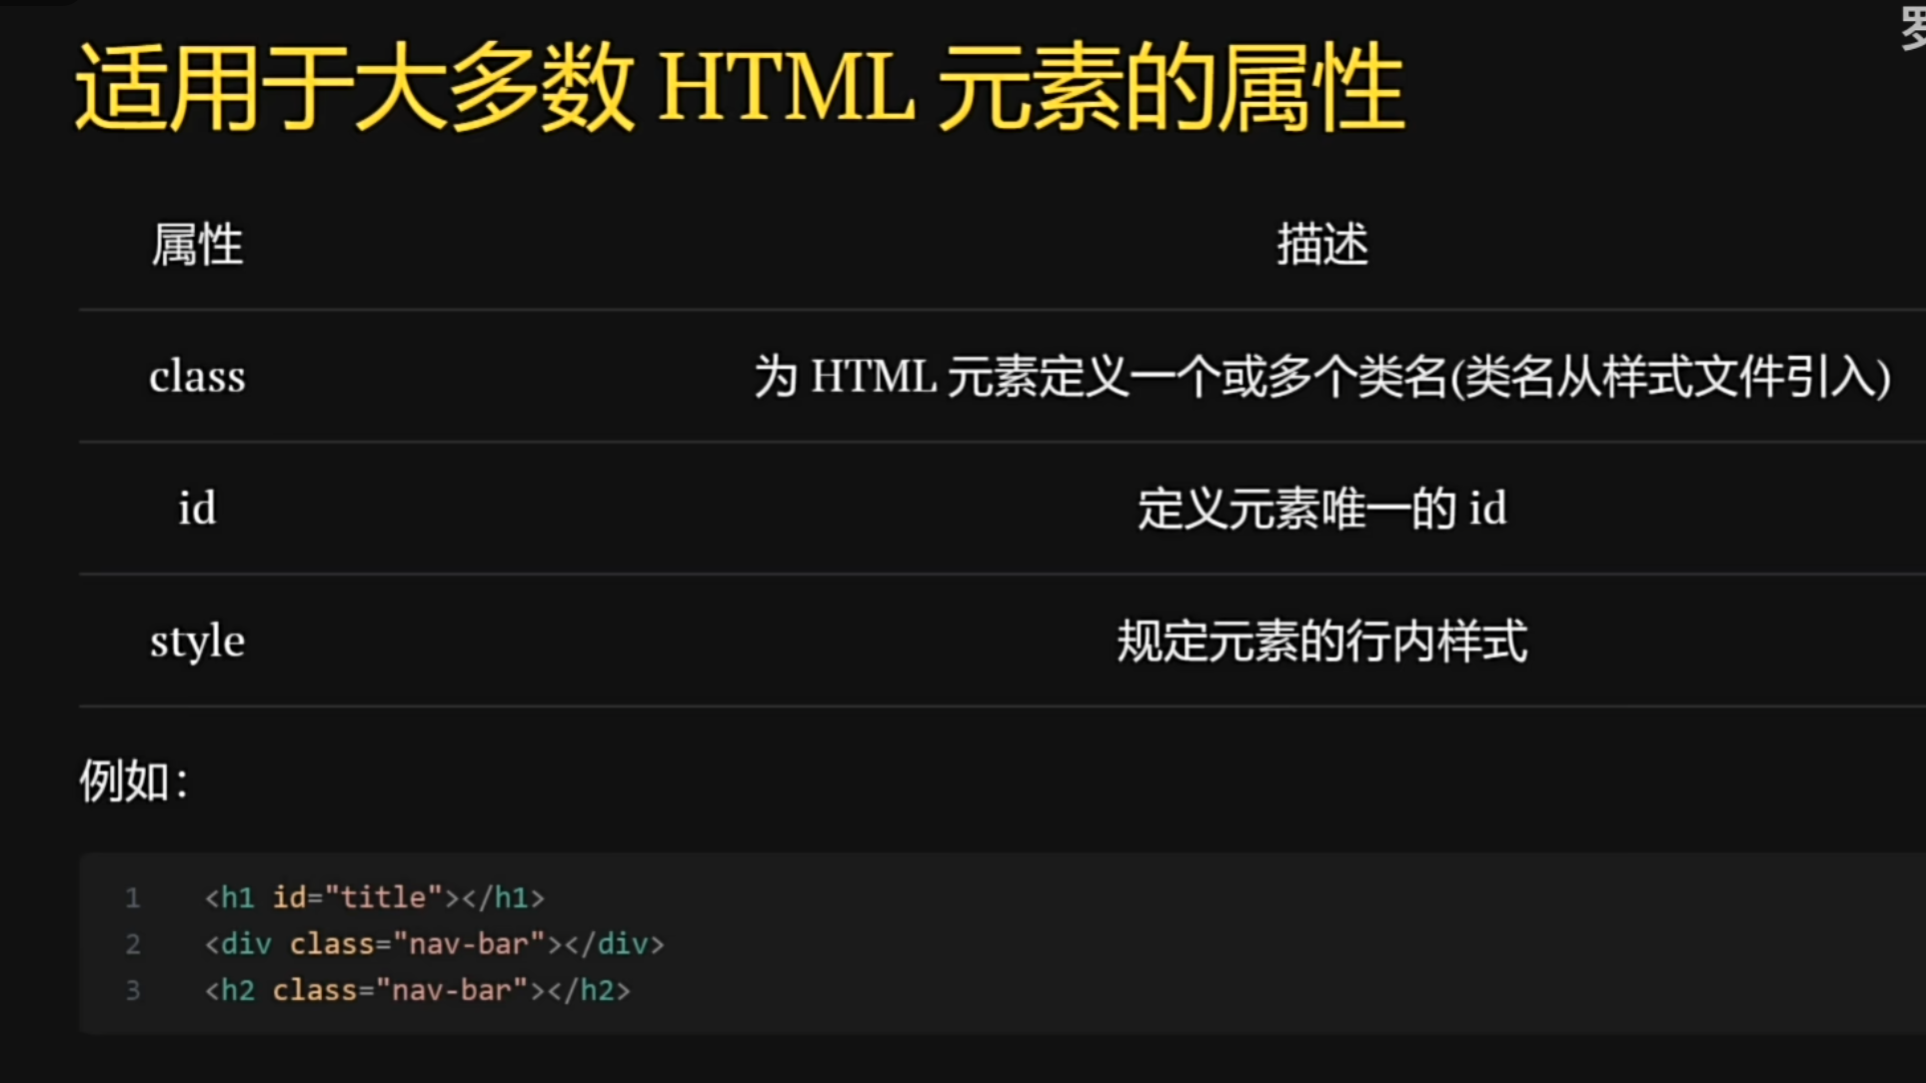 适用于大多数 HTML 元素的属性
属性 描述
class 为 HTML 元素定义一个或多个类名(类名从样式文件引入)
id 定义元素唯一的 id
style 规定元素的行内样式
例如：
1 <h1 id="title"></h1>
2 <div class="nav-bar"></div>
3 <h2 class="nav-bar"></h2>